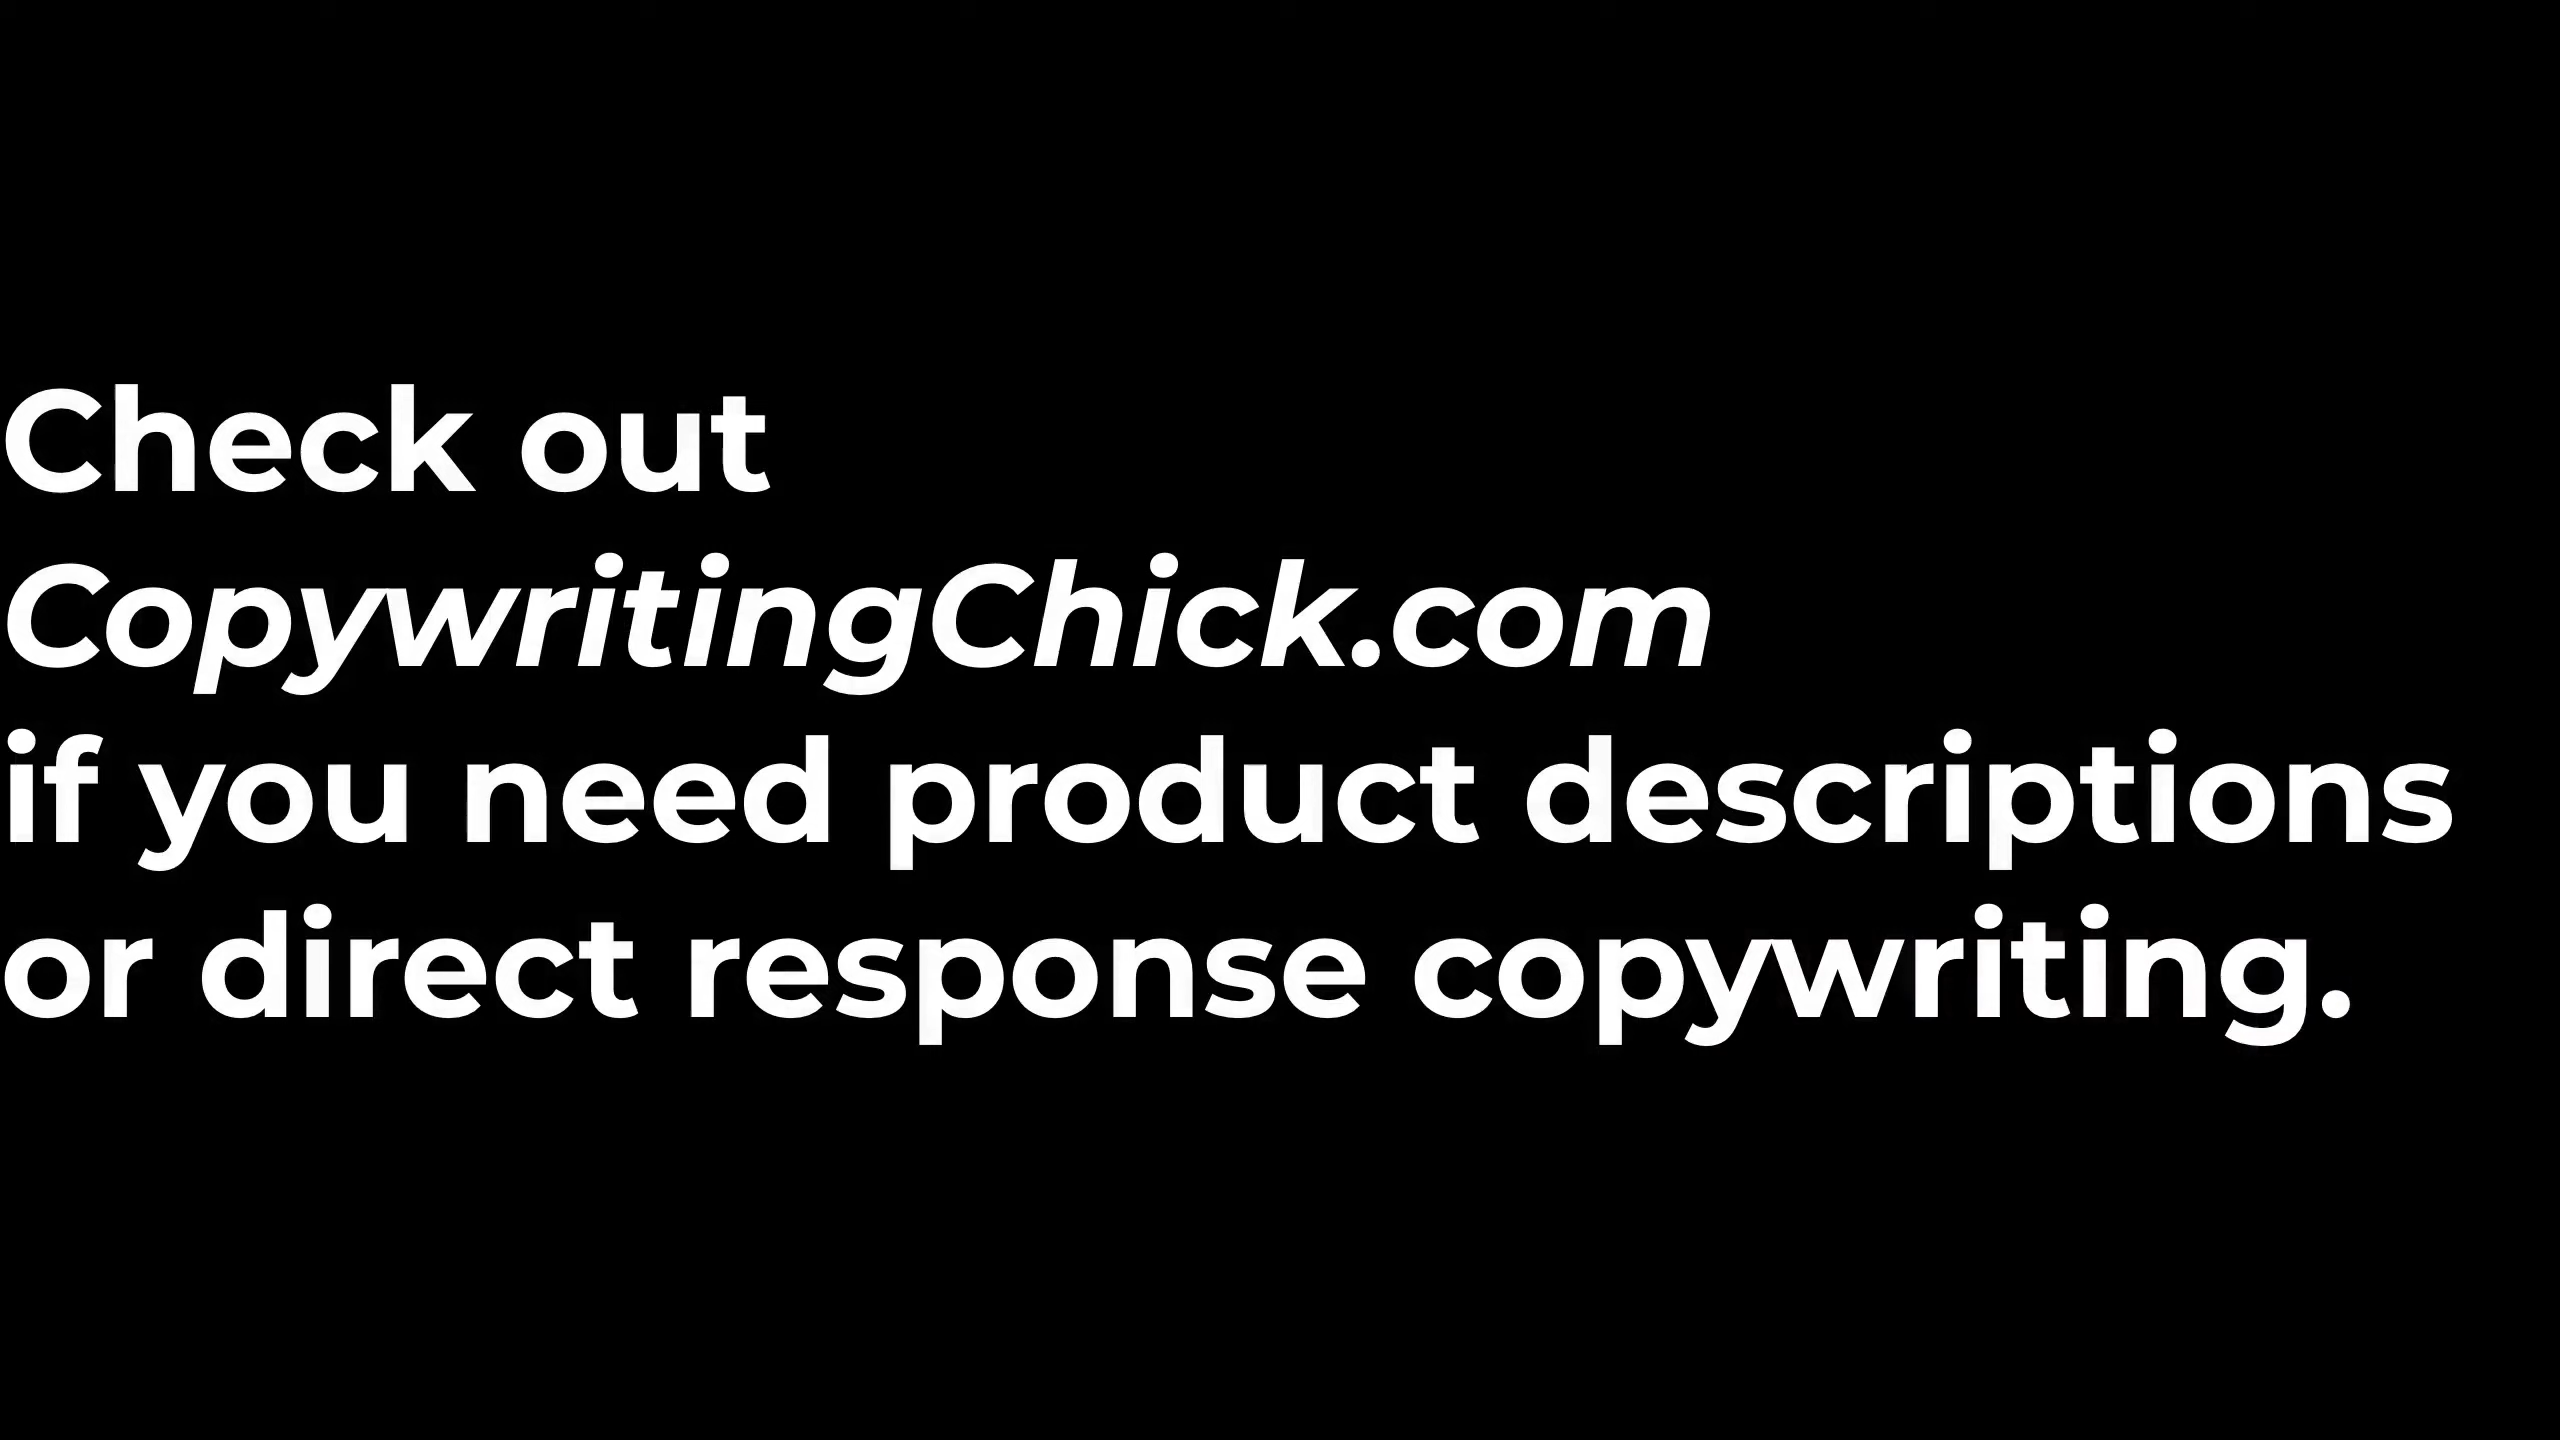 Check out
CopywritingChick.com
if you need product descriptions
or direct response copywriting.